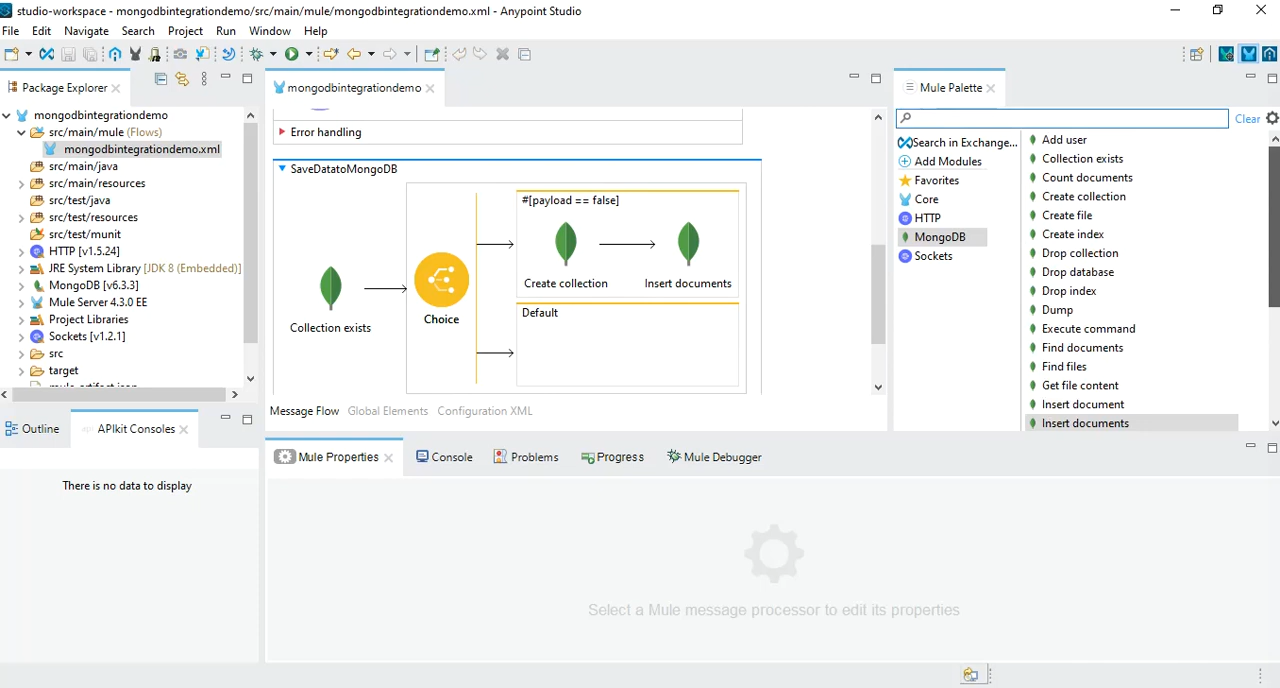 studio-workspace - mongodbintegrationdemo/src/main/mule/mongodbintegrationdemo.xml - Anypoint Studio
File Edit Navigate Search Project Run Window Help
Package Explorer
mongodbintegrationdemo
src/main/mule (Flows)
mongodbintegrationdemo.xml
src/main/java
src/main/resources
src/test/java
src/test/resources
src/test/munit
HTTP [v1.5.24]
JRE System Library [JDK 8 (Embedded)]
MongoDB [v6.3.3]
Mule Server 4.3.0 EE
Project Libraries
Sockets [v1.2.1]
src
target
Outline
APIkit Consoles
There is no data to display
mongodbintegrationdemo
Error handling
SaveDatatoMongoDB
Collection exists
Choice
#[payload == false]
Create collection
Insert documents
Default
Message Flow Global Elements Configuration XML
Mule Properties
Console
Problems
Progress
Mule Debugger
Select a Mule message processor to edit its properties
Mule Palette
Clear
Search in Exchange...
Add Modules
Favorites
Core
HTTP
MongoDB
Sockets
Add user
Collection exists
Count documents
Create collection
Create file
Create index
Drop collection
Drop database
Drop index
Dump
Execute command
Find documents
Find files
Get file content
Insert document
Insert documents